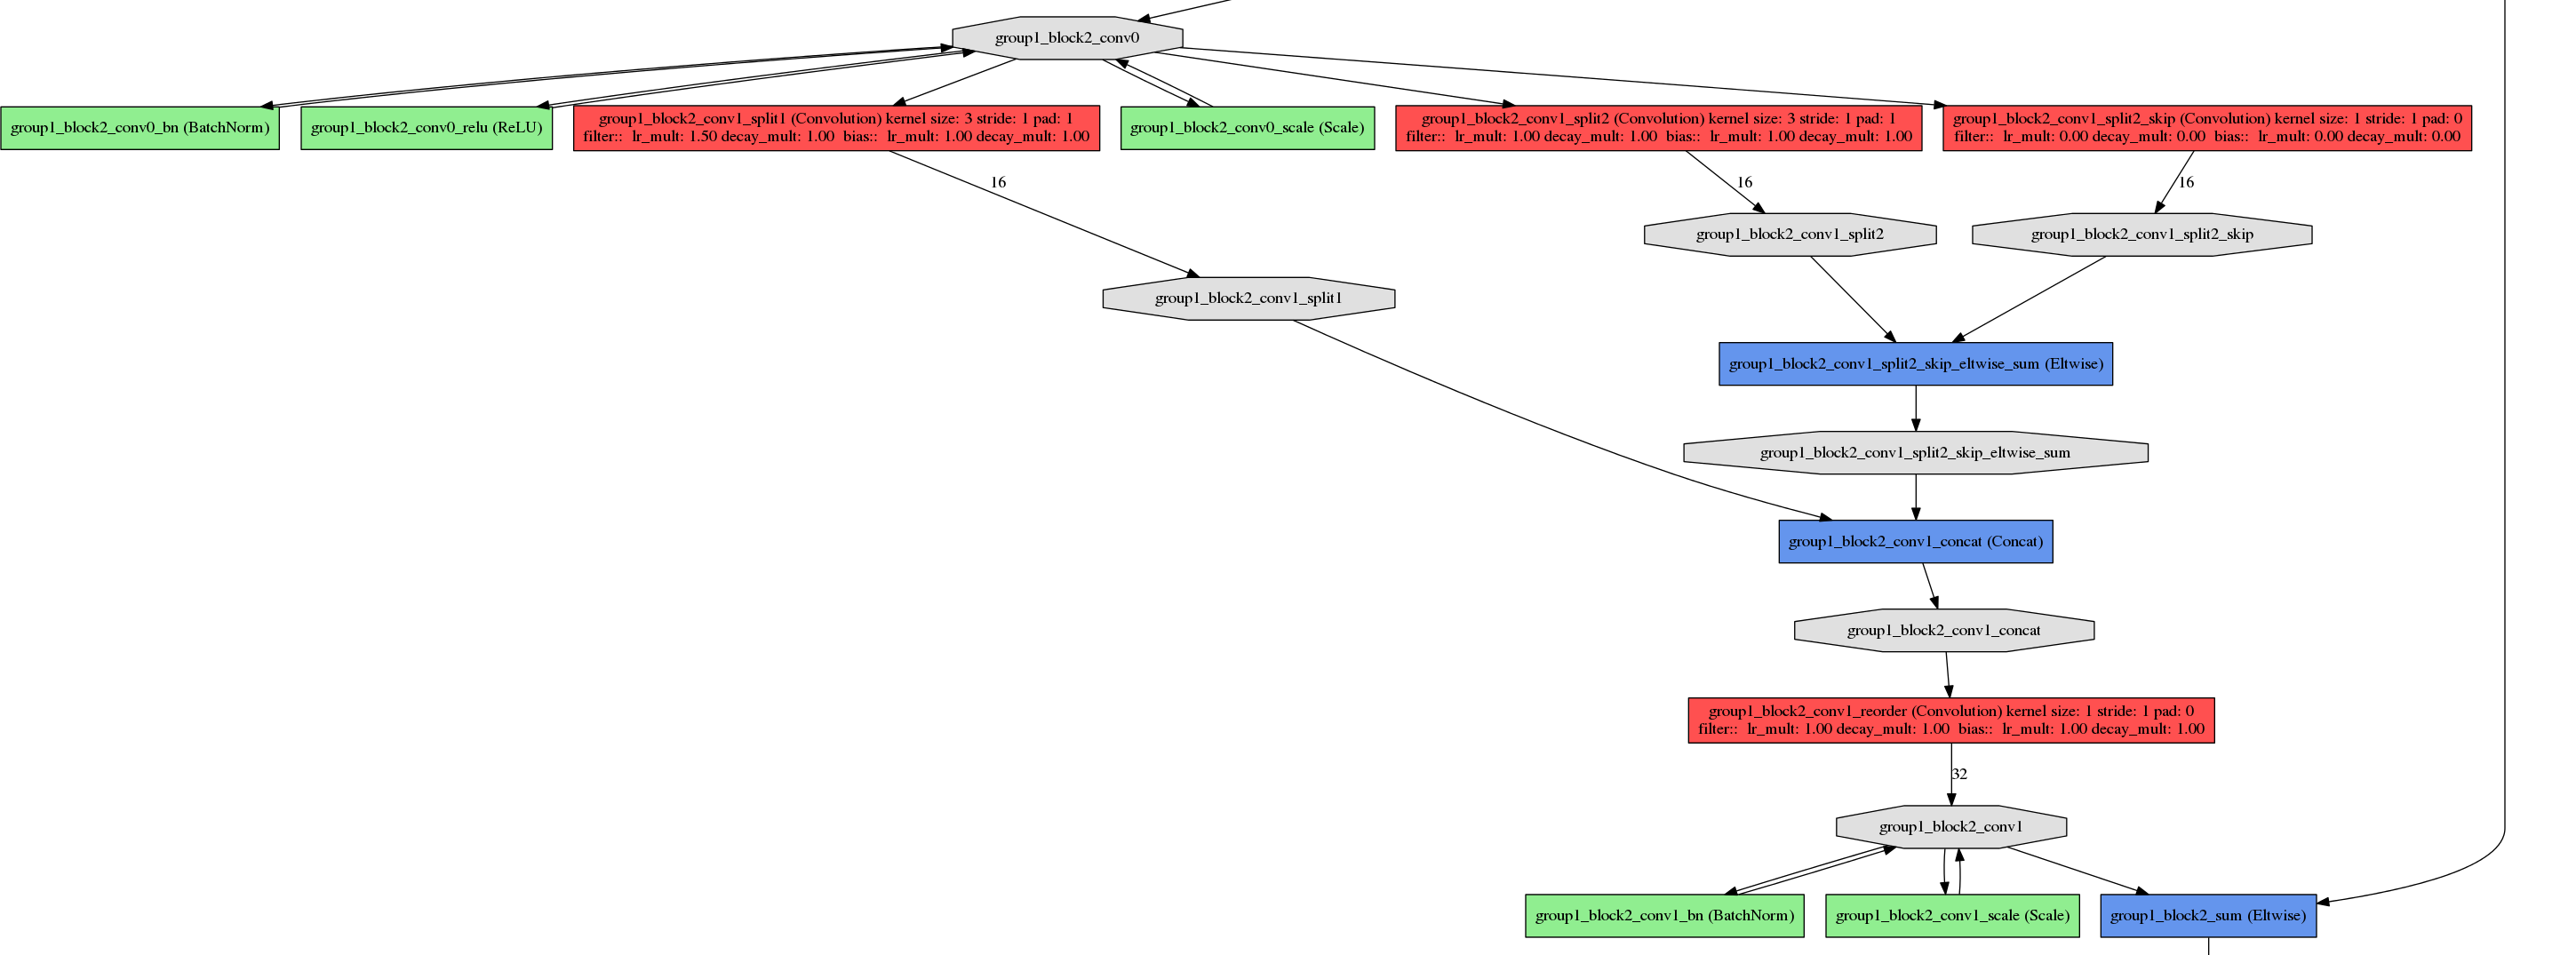 group1_block2_conv0
group1_block2_conv0_bn (BatchNorm)
group1_block2_conv0_relu (ReLU)
group1_block2_conv1_split1 (Convolution) kernel size: 3 stride: 1 pad: 1
filter:: lr_mult: 1.50 decay_mult: 1.00 bias:: lr_mult: 1.00 decay_mult: 1.00
group1_block2_conv0_scale (Scale)
group1_block2_conv1_split2 (Convolution) kernel size: 3 stride: 1 pad: 1
filter:: lr_mult: 1.00 decay_mult: 1.00 bias:: lr_mult: 1.00 decay_mult: 1.00
group1_block2_conv1_split2_skip (Convolution) kernel size: 1 stride: 1 pad: 0
filter:: lr_mult: 0.00 decay_mult: 0.00 bias:: lr_mult: 0.00 decay_mult: 0.00
16
16
16
group1_block2_conv1_split2
group1_block2_conv1_split2_skip
group1_block2_conv1_split1
group1_block2_conv1_split2_skip_eltwise_sum (Eltwise)
group1_block2_conv1_split2_skip_eltwise_sum
group1_block2_conv1_concat (Concat)
group1_block2_conv1_concat
group1_block2_conv1_reorder (Convolution) kernel size: 1 stride: 1 pad: 0
filter:: lr_mult: 1.00 decay_mult: 1.00 bias:: lr_mult: 1.00 decay_mult: 1.00
32
group1_block2_conv1
group1_block2_conv1_bn (BatchNorm)
group1_block2_conv1_scale (Scale)
group1_block2_sum (Eltwise)